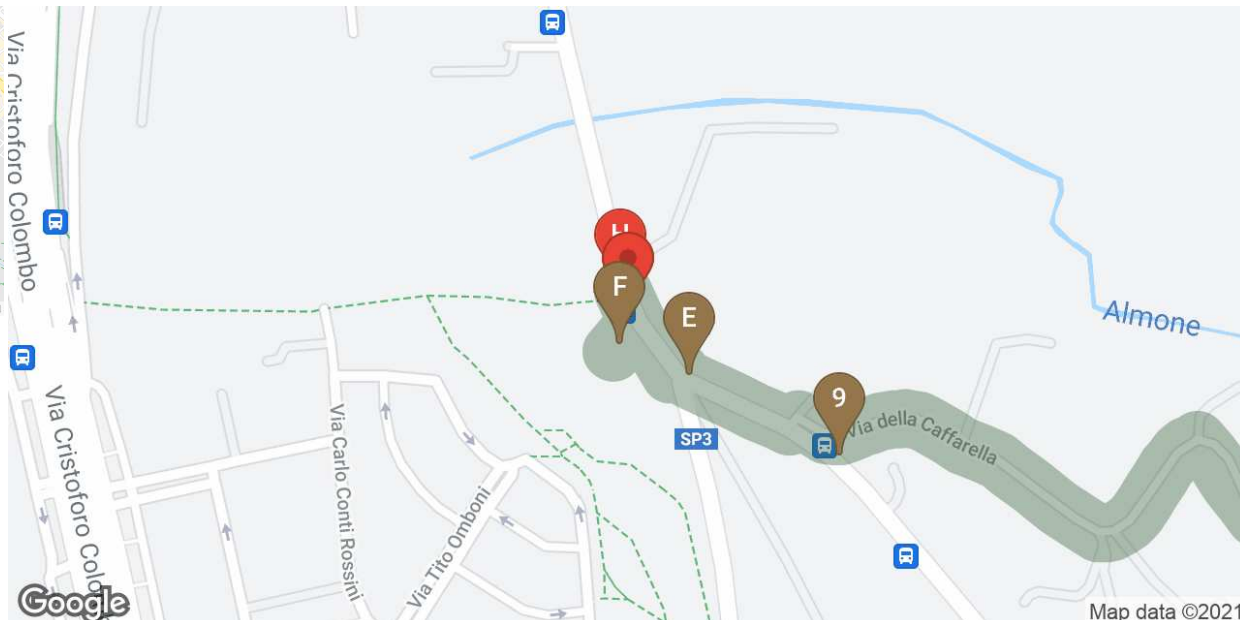 Via Cristoforo Colombo
H
F
E
Almone
9
Via della Caffarella
SP3
Via Cristoforo Colom
Via Carlo Conti Rossini
Via Tito Omboni
Google
Map data ©2021